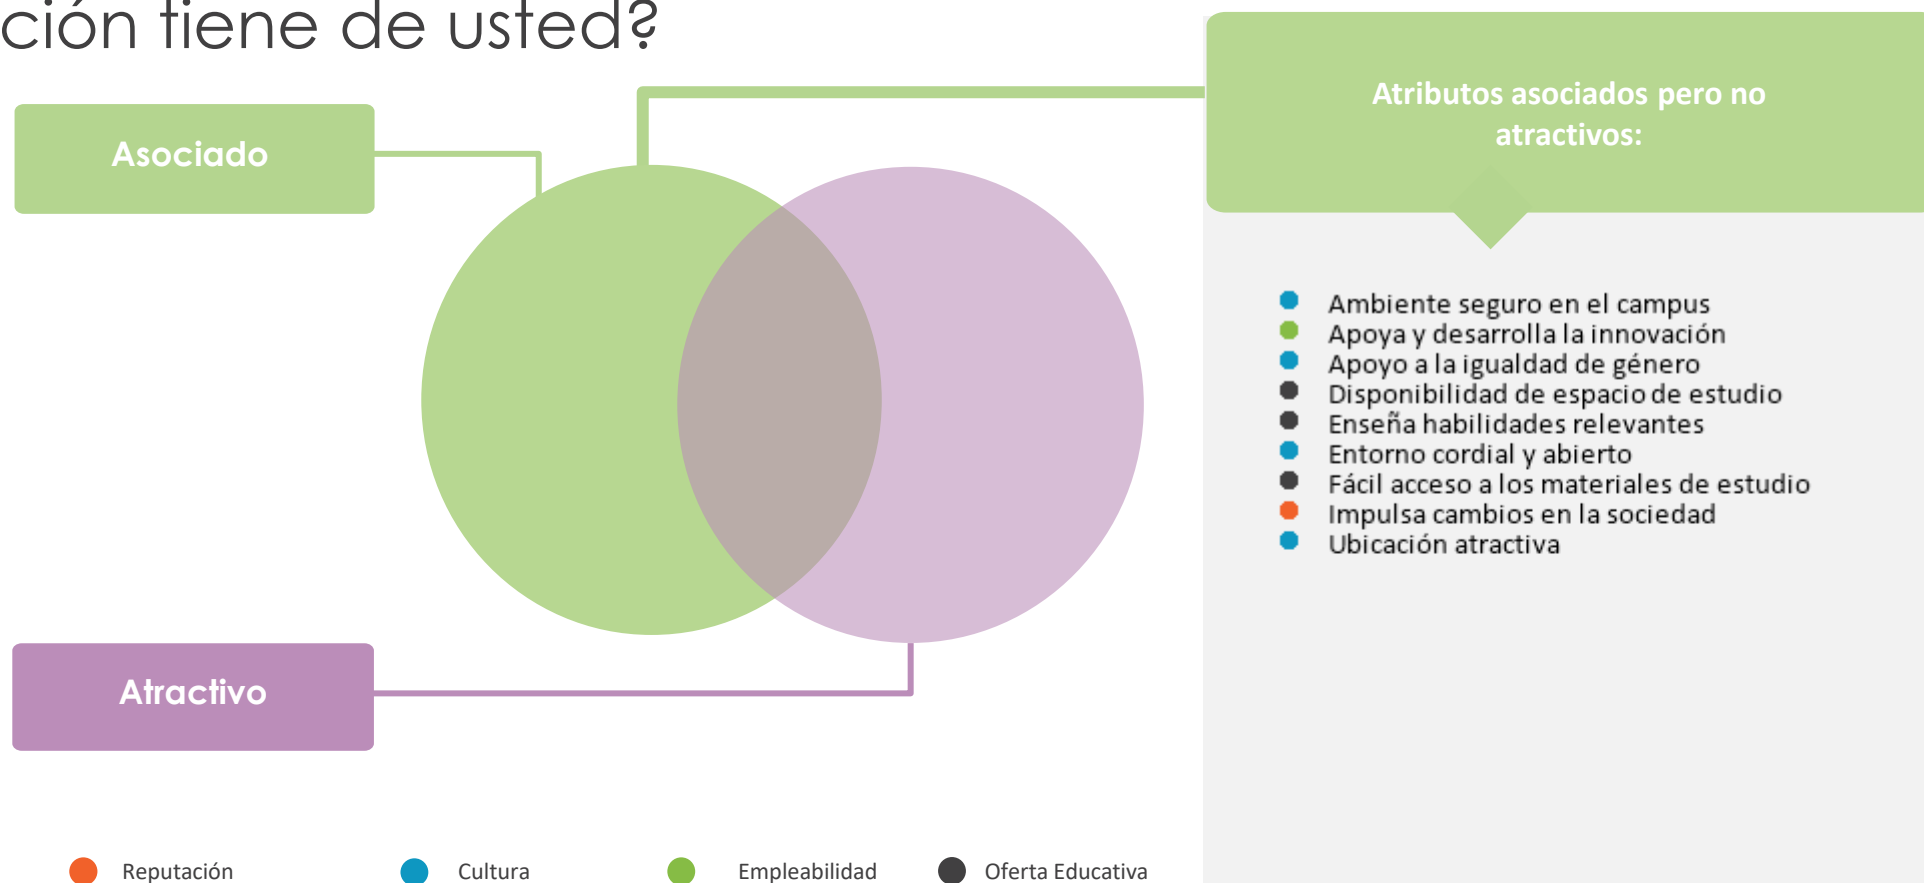 ción tiene de usted?
Asociado
Atributos asociados pero no
atractivos:
Ambiente seguro en el campus
Apoya y desarrolla la innovación
Apoyo a la igualdad de género
Disponibilidad de espacio de estudio
Enseña habilidades relevantes
Entorno cordial y abierto
Fácil acceso a los materiales de estudio
Impulsa cambios en la sociedad
Ubicación atractiva
Atractivo
Reputación
Cultura
Empleabilidad
Oferta Educativa